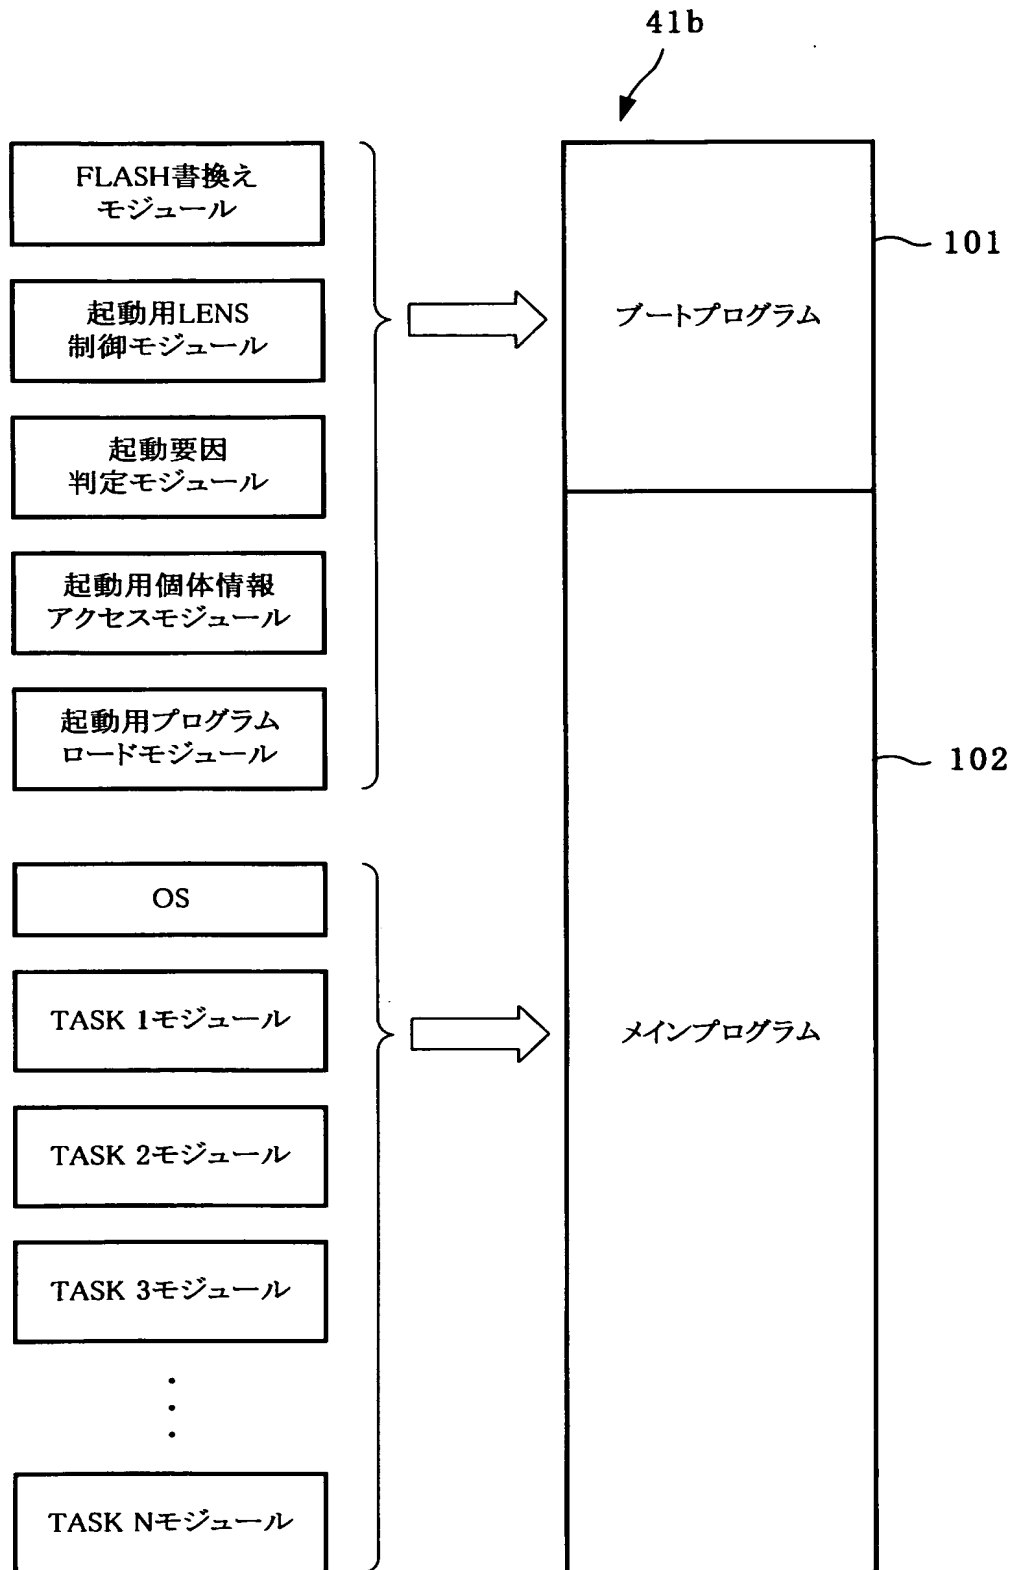 41b
FLASH書換え
モジュール
起動用LENS
制御モジュール
起動要因
判定モジュール
起動用個体情報
アクセスモジュール
起動用プログラム
ロードモジュール
ブートプログラム
101
102
OS
TASK 1モジュール
TASK 2モジュール
TASK 3モジュール
TASK Nモジュール
メインプログラム